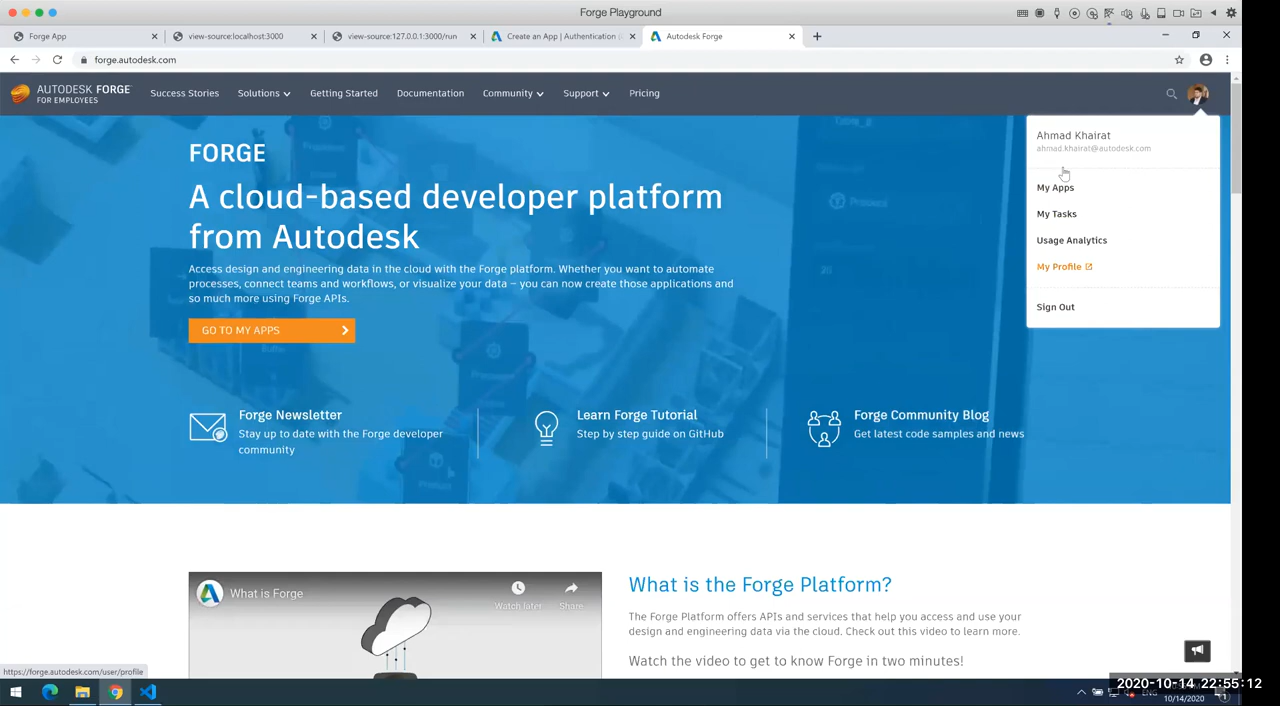 Forge Playground
Forge App
view-source:localhost:3000
view-source:127.0.0.1:3000/run
Create an App | Authentication (
Autodesk Forge
forge.autodesk.com
AUTODESK FORGE
FOR EMPLOYEES
Success Stories
Solutions
Getting Started
Documentation
Community
Support
Pricing
Ahmad Khairat
ahmad.khairat@autodesk.com
My Apps
My Tasks
Usage Analytics
My Profile
Sign Out
FORGE
A cloud-based developer platform
from Autodesk
Access design and engineering data in the cloud with the Forge platform. Whether you want to automate
processes, connect teams and workflows, or visualize your data – you can now create those applications and
so much more using Forge APIs.
GO TO MY APPS
Forge Newsletter
Stay up to date with the Forge developer
community
Learn Forge Tutorial
Step by step guide on GitHub
Forge Community Blog
Get latest code samples and news
What is Forge
Watch later
Share
What is the Forge Platform?
The Forge Platform offers APIs and services that help you access and use your
design and engineering data via the cloud. Check out this video to learn more.
Watch the video to get to know Forge in two minutes!
https://forge.autodesk.com/user/profile
ENG
2020-10-14 22:55:12
10/14/2020